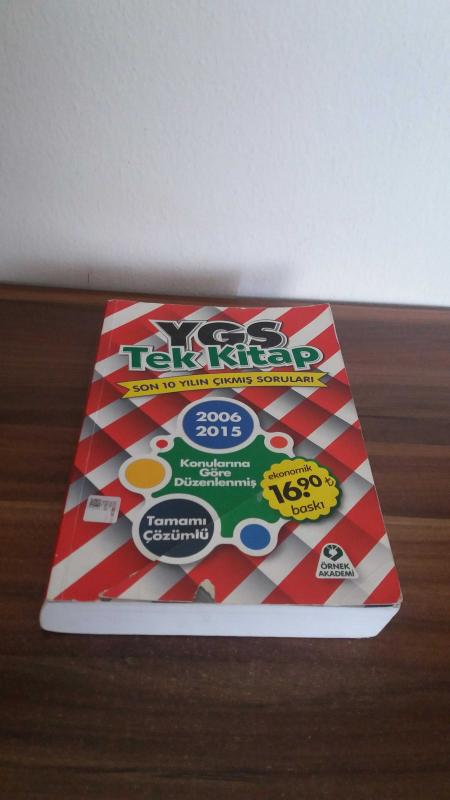 YGS
Tek Kitap
SON 10 YILIN ÇIKMIŞ SORULARI
2006
2015
Konularına
Göre
Düzenlenmiş
ekonomik
16.90 ₺
baskı
Tamamı
Çözümlü
ÖRNEK
AKADEMİ